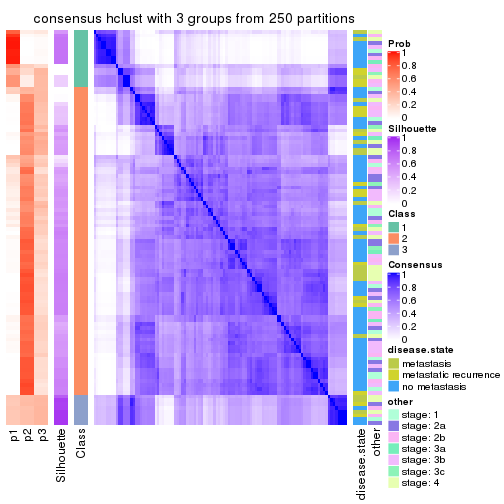 consensus hclust with 3 groups from 250 partitions
Prob
1
0.8
0.6
0.4
0.2
0
Silhouette
1
0.8
0.6
0.4
0.2
0
Class
1
2
3
Consensus
1
0.8
0.6
0.4
0.2
0
disease.state
metastasis
metastatic recurrence
no metastasis
other
stage: 1
stage: 2a
stage: 2b
stage: 3a
stage: 3b
stage: 3c
stage: 4
p1
p2
p3
Silhouette
Class
disease.state
other